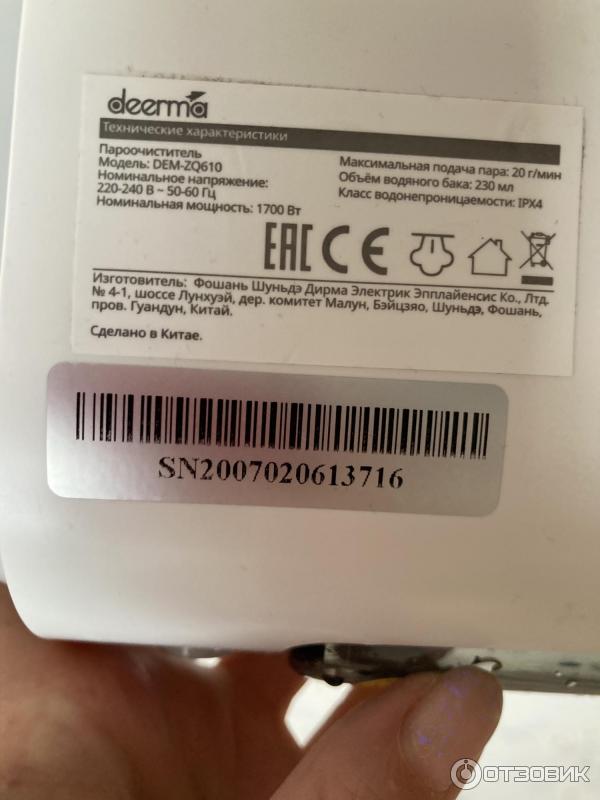 deerma
Технические характеристики
Пароочиститель
Модель: DEM-ZQ610
Номинальное напряжение:
220-240 В ~ 50-60 Гц
Номинальная мощность: 1700 Вт
Максимальная подача пара: 20 г/мин
Объём водяного бака: 230 мл
Класс водонепроницаемости: IPX4
EAC CE
Изготовитель: Фошань Шуньдэ Дирма Электрик Эпплайенсис Ко., Лтд.
№ 4-1, шоссе Лунхуэй, дер. комитет Малун, Бэйцзяо, Шуньдэ, Фошань,
пров. Гуандун, Китай.
Сделано в Китае.
SN2007020613716
ОТЗОВИК